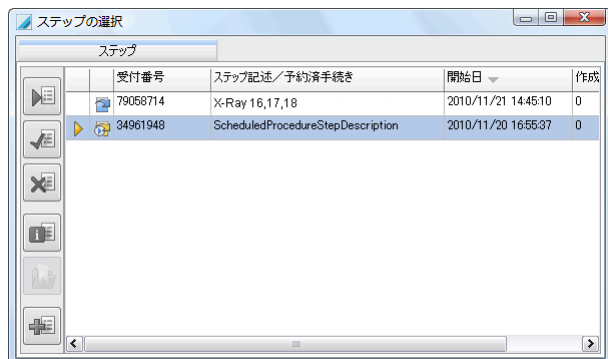 ステップの選択
ステップ
受付番号 ステップ記述／予約済手続き 開始日 作成
79058714 X-Ray 16,17,18 2010/11/21 14:45:10 0
34961948 ScheduledProcedureStepDescription 2010/11/20 16:55:37 0